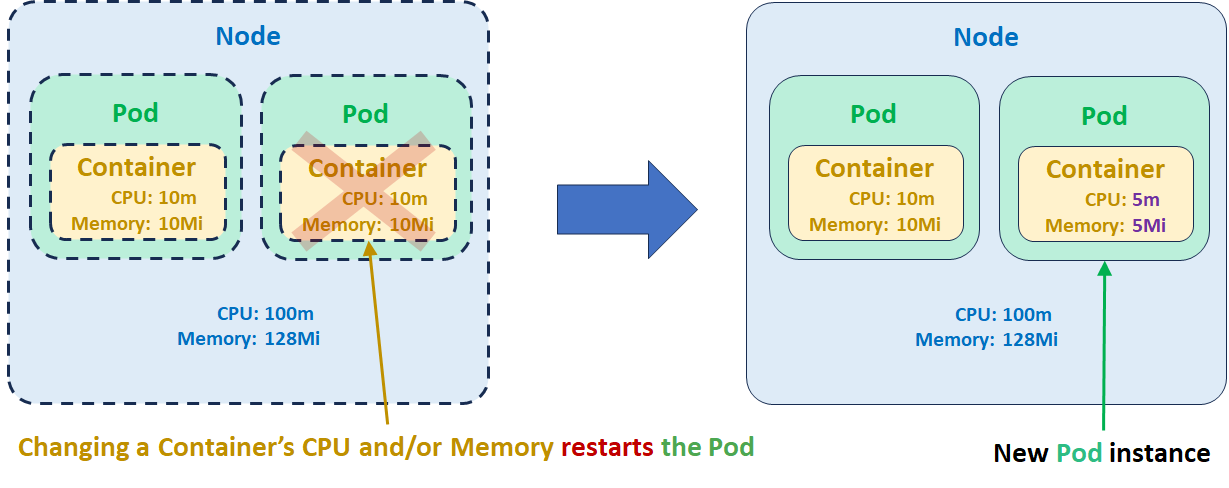 Node
Pod
Container
CPU: 10m
Memory: 10Mi
Pod
Container
CPU: 10m
Memory: 10Mi
CPU: 100m
Memory: 128Mi
Changing a Container’s CPU and/or Memory restarts the Pod
Node
Pod
Container
CPU: 10m
Memory: 10Mi
Pod
Container
CPU: 5m
Memory: 5Mi
CPU: 100m
Memory: 128Mi
New Pod instance